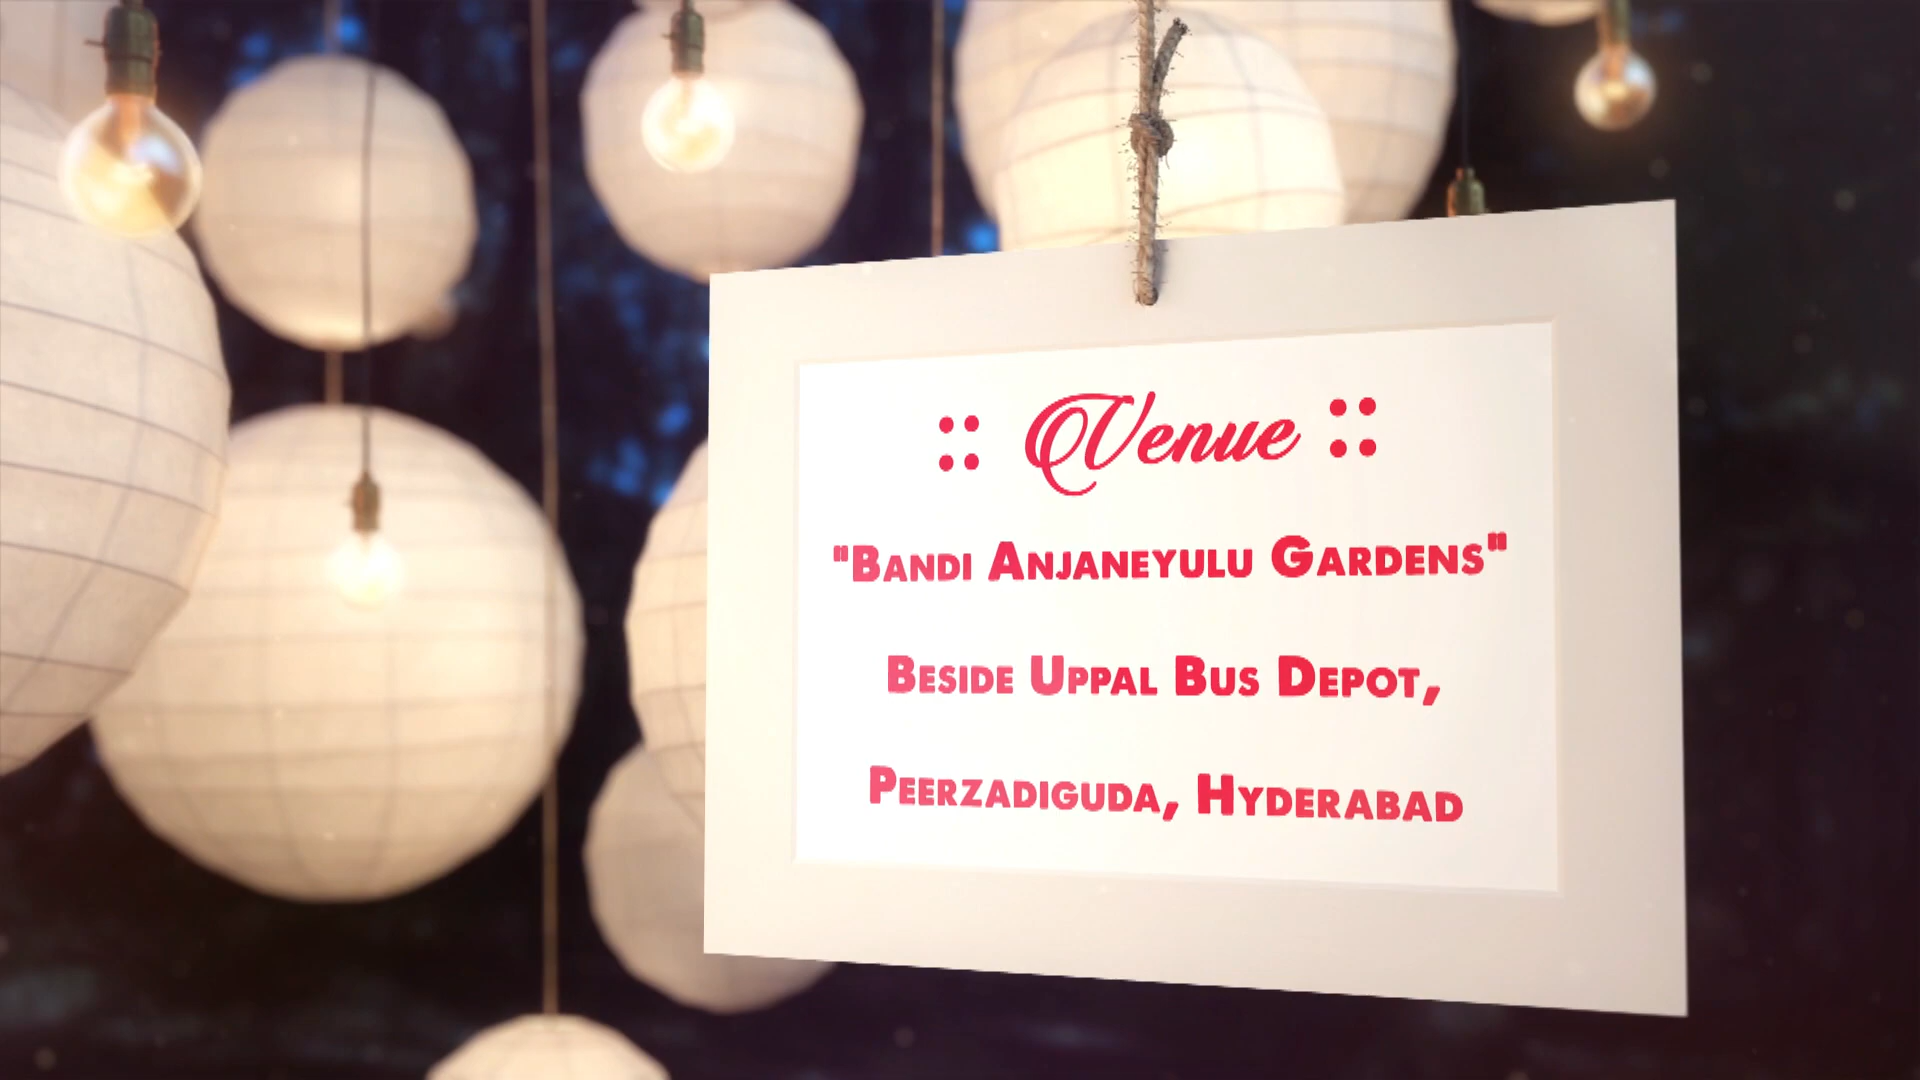 :: Venue ::
"Bandi Anjaneyulu Gardens"
Beside Uppal Bus Depot,
Peerzadiguda, Hyderabad